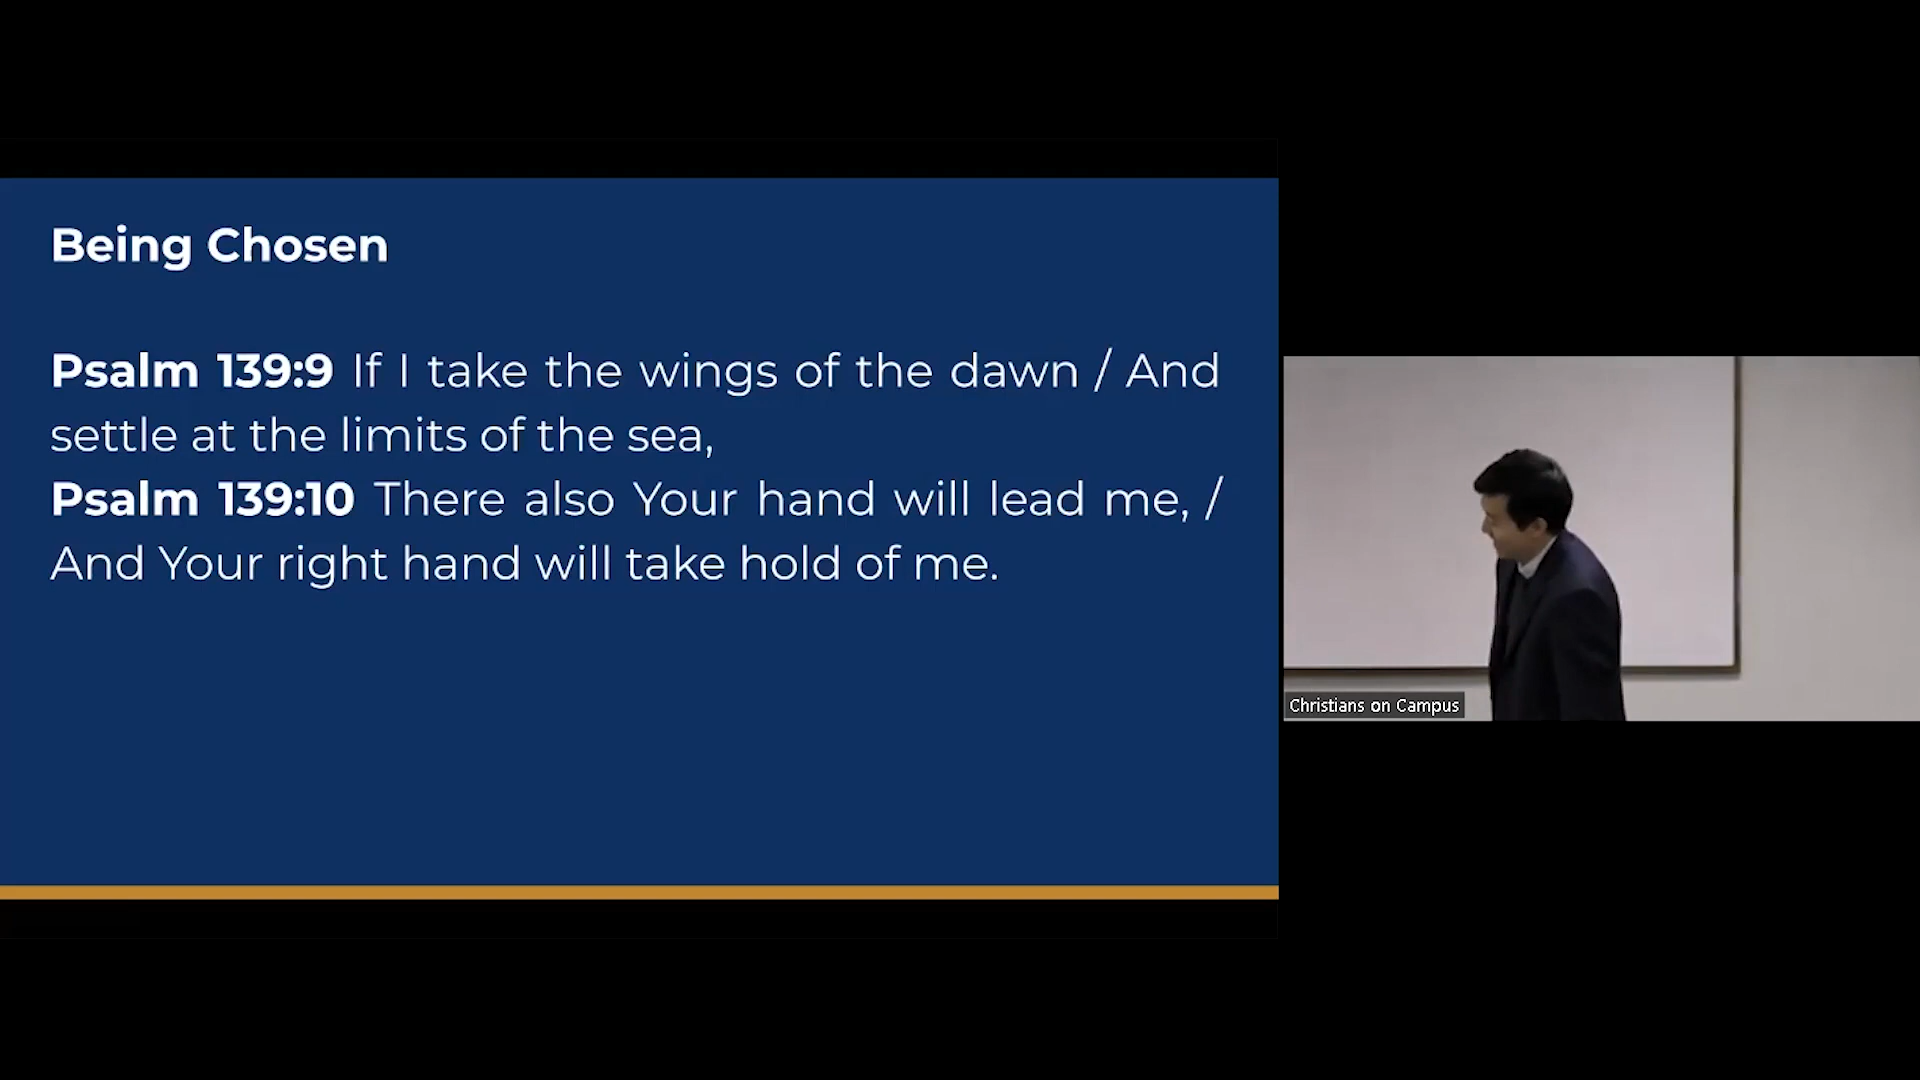 Being Chosen
Psalm 139:9 If I take the wings of the dawn / And
settle at the limits of the sea,
Psalm 139:10 There also Your hand will lead me, /
And Your right hand will take hold of me.
Christians on Campus